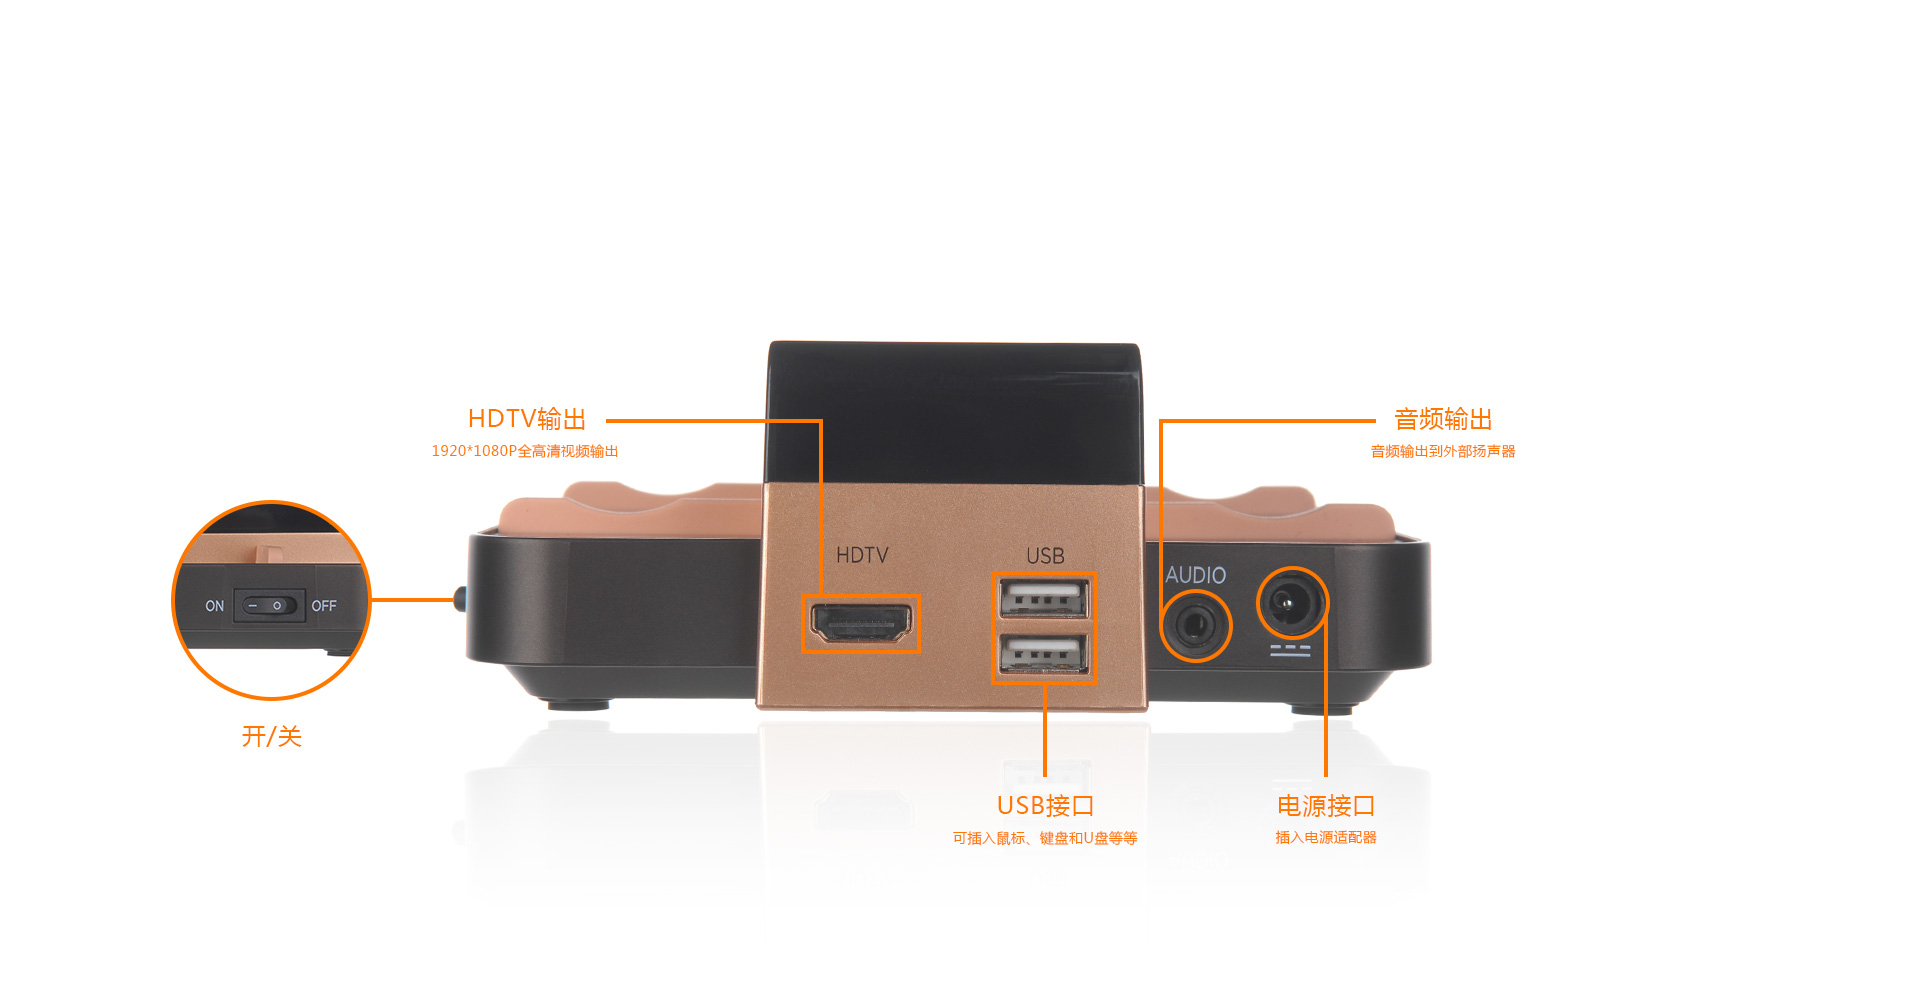 HDTV输出
1920*1080P全高清视频输出
音频输出
音频输出到外部扬声器
HDTV
USB
AUDIO
ON
OFF
开/关
USB接口
可插入鼠标、键盘和U盘等等
电源接口
插入电源适配器